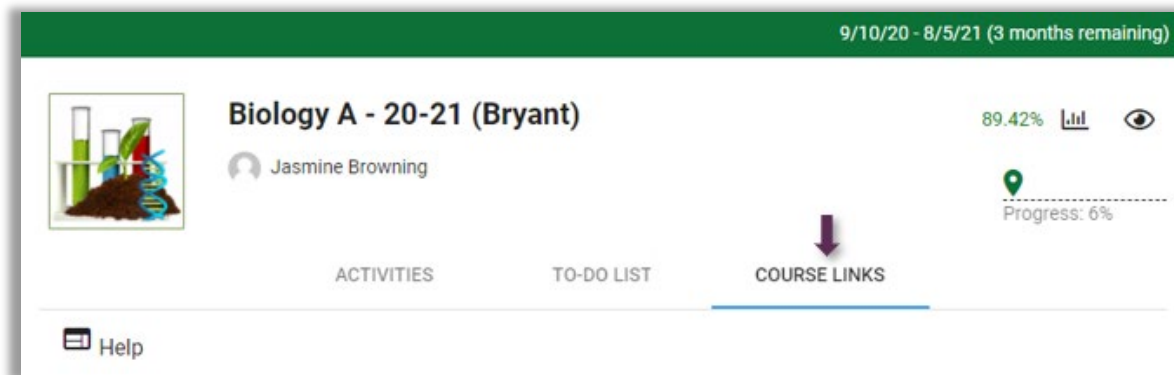 9/10/20 - 8/5/21 (3 months remaining)
Biology A - 20-21 (Bryant)
89.42%
Jasmine Browning
Progress: 6%
ACTIVITIES TO-DO LIST COURSE LINKS
Help